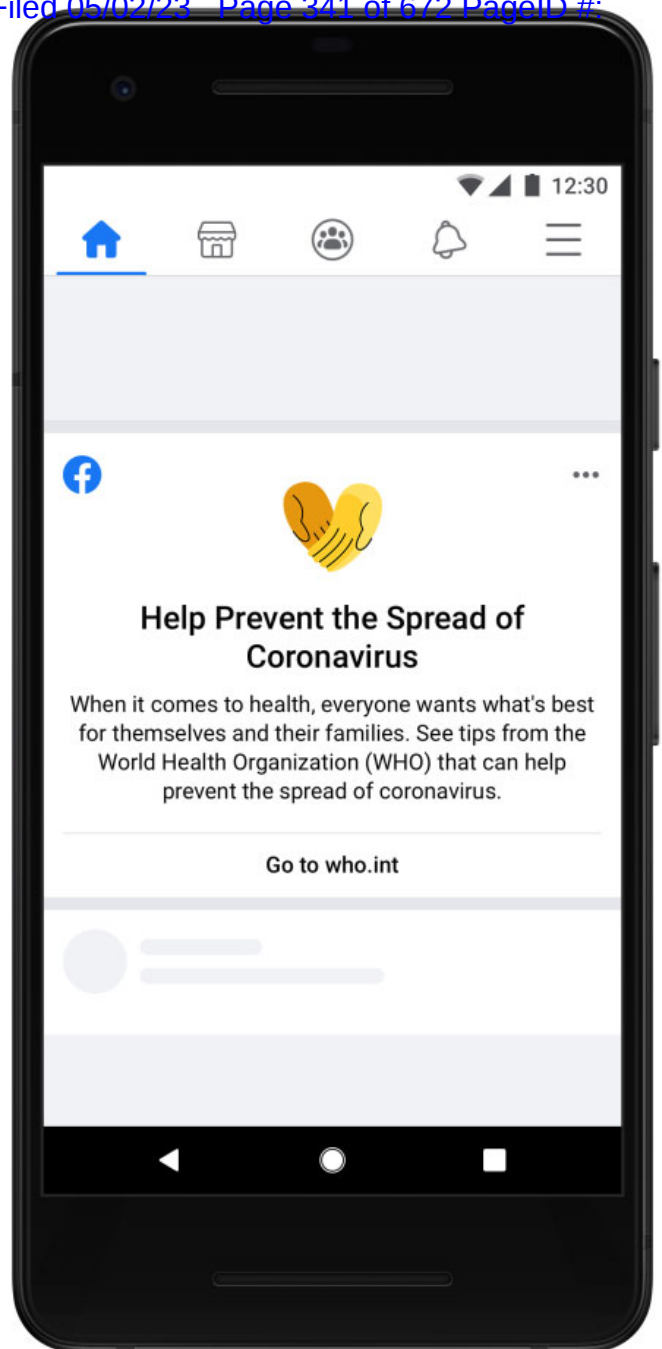 Filed 05/02/23 Page 341 of 672 PageID #:
12:30
Help Prevent the Spread of
Coronavirus
When it comes to health, everyone wants what's best
for themselves and their families. See tips from the
World Health Organization (WHO) that can help
prevent the spread of coronavirus.
Go to who.int